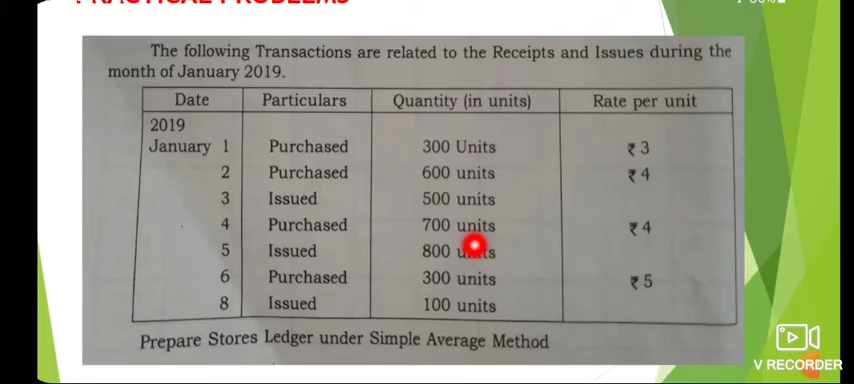 The following Transactions are related to the Receipts and Issues during the
month of January 2019.
Date Particulars Quantity (in units) Rate per unit
2019
January 1 Purchased 300 Units ₹ 3
2 Purchased 600 units ₹ 4
3 Issued 500 units
4 Purchased 700 units ₹ 4
5 Issued 800
6 Purchased 300 units ₹ 5
8 Issued 100 units
Prepare Stores Ledger under Simple Average Method
V RECORDER